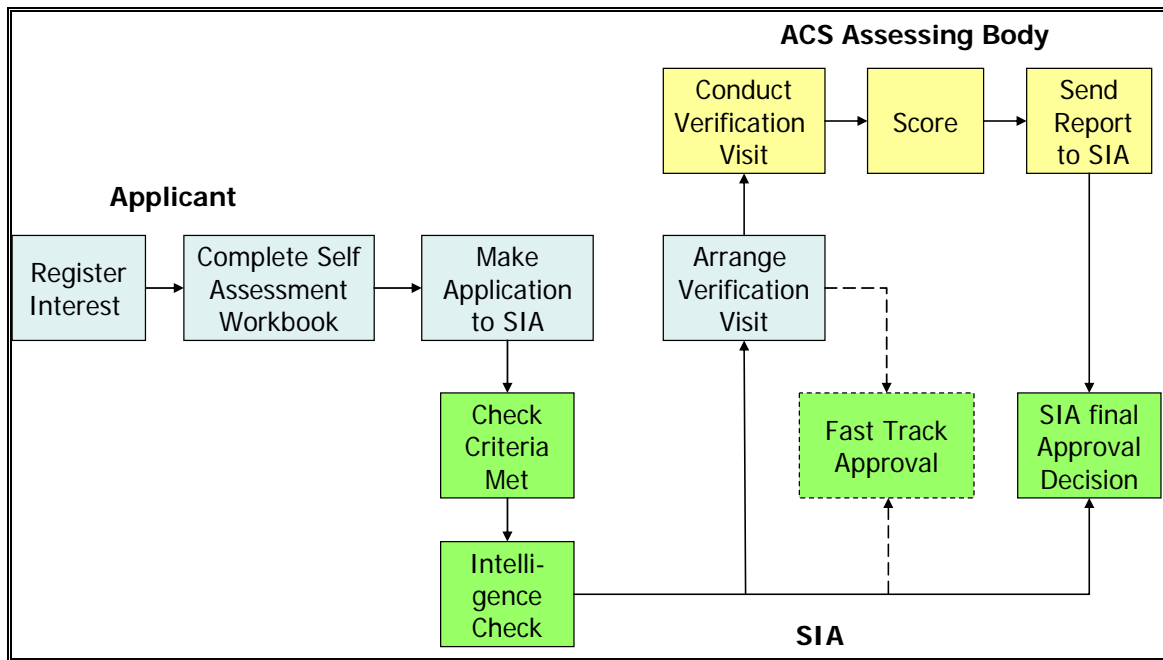 ACS Assessing Body
Conduct
Verification
Visit
Score
Send
Report
to SIA
Applicant
Register
Interest
Complete Self
Assessment
Workbook
Make
Application
to SIA
Arrange
Verification
Visit
Check
Criteria
Met
Fast Track
Approval
SIA final
Approval
Decision
Intelli-
gence
Check
SIA